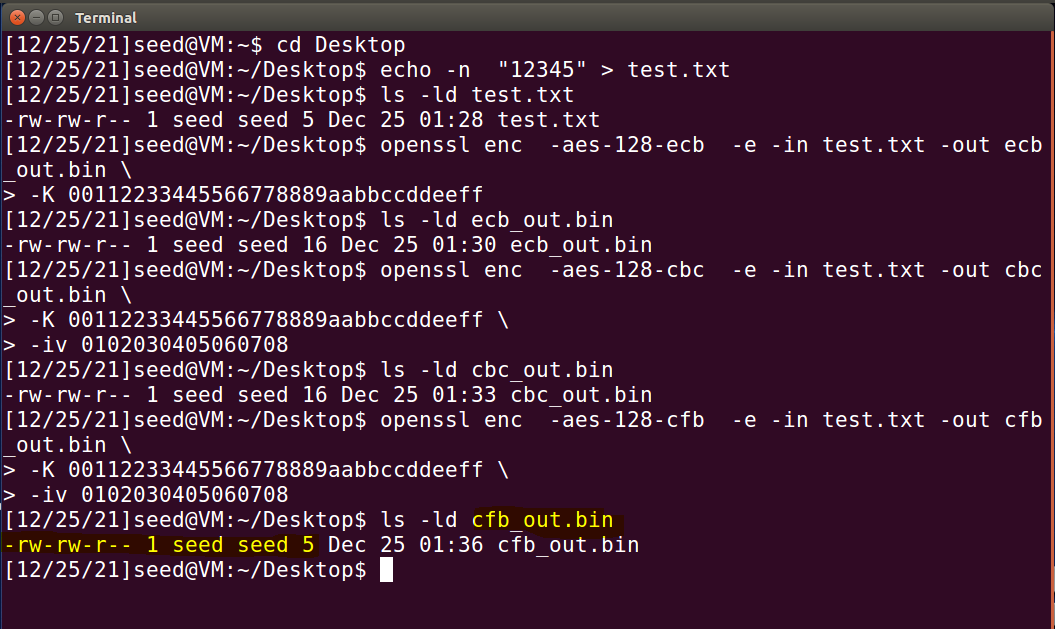 Terminal
[12/25/21]seed@VM:~$ cd Desktop
[12/25/21]seed@VM:~/Desktop$ echo -n  "12345" > test.txt
[12/25/21]seed@VM:~/Desktop$ ls -ld test.txt
-rw-rw-r-- 1 seed seed 5 Dec 25 01:28 test.txt
[12/25/21]seed@VM:~/Desktop$ openssl enc  -aes-128-ecb  -e -in test.txt -out ecb
_out.bin \
> -K 00112233445566778889aabbccddeeff
[12/25/21]seed@VM:~/Desktop$ ls -ld ecb_out.bin
-rw-rw-r-- 1 seed seed 16 Dec 25 01:30 ecb_out.bin
[12/25/21]seed@VM:~/Desktop$ openssl enc  -aes-128-cbc  -e -in test.txt -out cbc
_out.bin \
> -K 00112233445566778889aabbccddeeff \
> -iv 0102030405060708
[12/25/21]seed@VM:~/Desktop$ ls -ld cbc_out.bin
-rw-rw-r-- 1 seed seed 16 Dec 25 01:33 cbc_out.bin
[12/25/21]seed@VM:~/Desktop$ openssl enc  -aes-128-cfb  -e -in test.txt -out cfb
_out.bin \
> -K 00112233445566778889aabbccddeeff \
> -iv 0102030405060708
[12/25/21]seed@VM:~/Desktop$ ls -ld cfb_out.bin
-rw-rw-r-- 1 seed seed 5 Dec 25 01:36 cfb_out.bin
[12/25/21]seed@VM:~/Desktop$